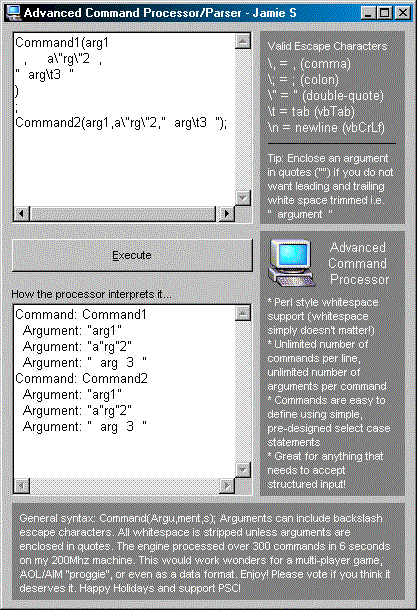 Advanced Command Processor/Parser - Jamie S
Command1(arg1
, a\"rg\"2 ,
" arg\t3 "
)
;
Command2(arg1,a\"rg\"2," arg\t3 ");
Valid Escape Characters
\, = , (comma)
\; = ; (colon)
\" = " (double-quote)
\t = tab (vbTab)
\n = newline (vbCrLf)
Tip: Enclose an argument
in quotes ("") if you do not
want leading and trailing
white space trimmed i.e.
" argument "
Execute
How the processor interprets it...
Command: Command1
Argument: "arg1"
Argument: "a"rg"2"
Argument: " arg 3 "
Command: Command2
Argument: "arg1"
Argument: "a"rg"2"
Argument: " arg 3 "
Advanced
Command
Processor
* Perl style whitespace
support (whitespace
simply doesn't matter!)
* Unlimited number of
commands per line,
unlimited number of
arguments per command
* Commands are easy to
define using simple,
pre-designed select case
statements
* Great for anything that
needs to accept
structured input!
General syntax: Command(Argu,ment,s); Arguments can include backslash
escape characters. All whitespace is stripped unless arguments are
enclosed in quotes. The engine processed over 300 commands in 6 seconds
on my 200Mhz machine. This would work wonders for a multi-player game,
AOL/AIM "proggie", or even as a data format. Enjoy! Please vote if you think it
deserves it. Happy Holidays and support PSC!